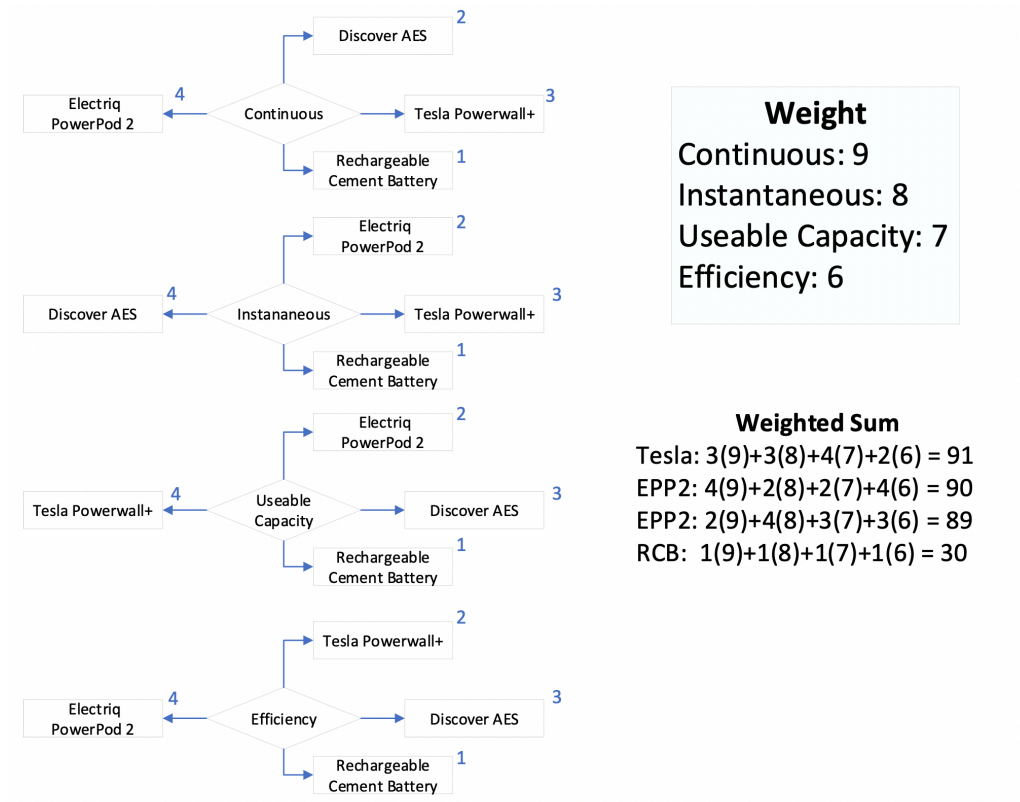 2
Discover AES
4
Electriq
PowerPod 2
Continuous
3
Tesla Powerwall+
1
Rechargeable
Cement Battery
2
Electriq
PowerPod 2
4
Discover AES
Instananeous
3
Tesla Powerwall+
1
Rechargeable
Cement Battery
2
Electriq
PowerPod 2
4
Tesla Powerwall+
Useable
Capacity
3
Discover AES
1
Rechargeable
Cement Battery
2
Tesla Powerwall+
4
Electriq
PowerPod 2
Efficiency
3
Discover AES
1
Rechargeable
Cement Battery
Weight
Continuous: 9
Instantaneous: 8
Useable Capacity: 7
Efficiency: 6
Weighted Sum
Tesla: 3(9)+3(8)+4(7)+2(6) = 91
EPP2: 4(9)+2(8)+2(7)+4(6) = 90
EPP2: 2(9)+4(8)+3(7)+3(6) = 89
RCB: 1(9)+1(8)+1(7)+1(6) = 30